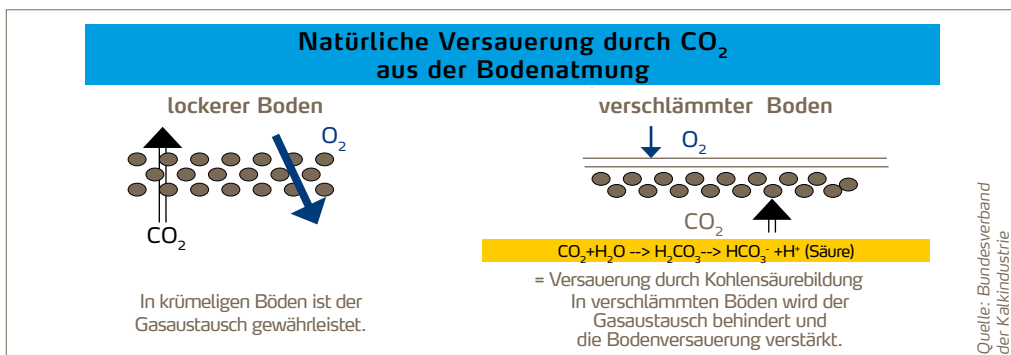 Natürliche Versauerung durch CO₂
aus der Bodenatmung
lockerer Boden
O₂
CO₂
In krümeligen Böden ist der
Gasaustausch gewährleistet.
verschlämmter Boden
O₂
CO₂
CO₂+H₂O --> H₂CO₃--> HCO₃⁻ +H⁺ (Säure)
= Versauerung durch Kohlensäurebildung
In verschlämmten Böden wird der
Gasaustausch behindert und
die Bodenversauerung verstärkt.
Quelle: Bundesverband
der Kalkindustrie